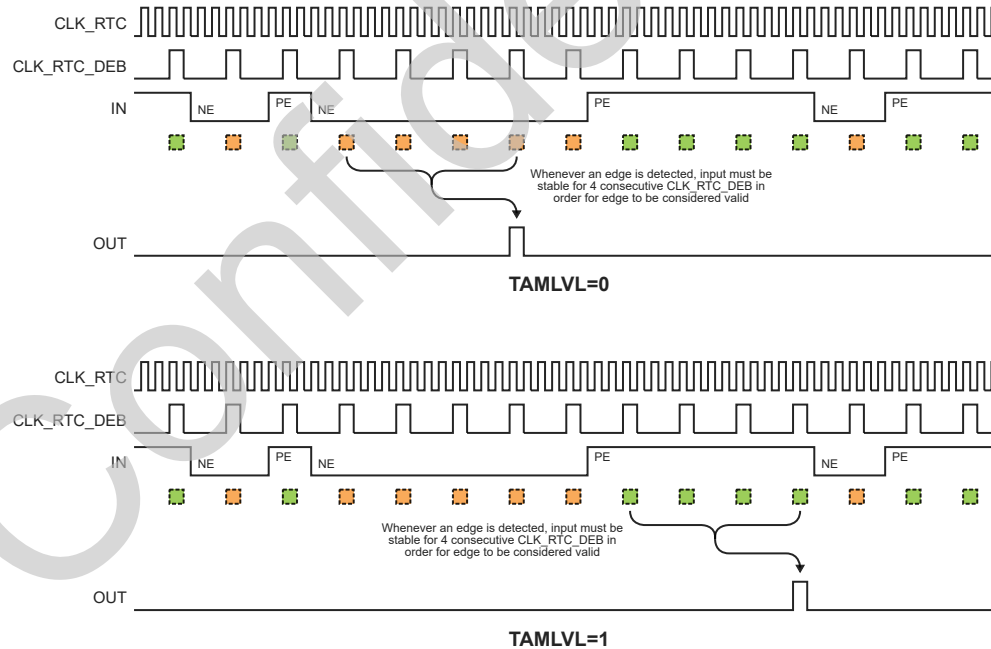 CLK_RTC
CLK_RTC_DEB
IN
NE
PE
NE
PE
NE
PE
Whenever an edge is detected, input must be
stable for 4 consecutive CLK_RTC_DEB in
order for edge to be considered valid
OUT
TAMLVL=0
CLK_RTC
CLK_RTC_DEB
IN
NE
PE
NE
PE
NE
PE
Whenever an edge is detected, input must be
stable for 4 consecutive CLK_RTC_DEB in
order for edge to be considered valid
OUT
TAMLVL=1
Confide